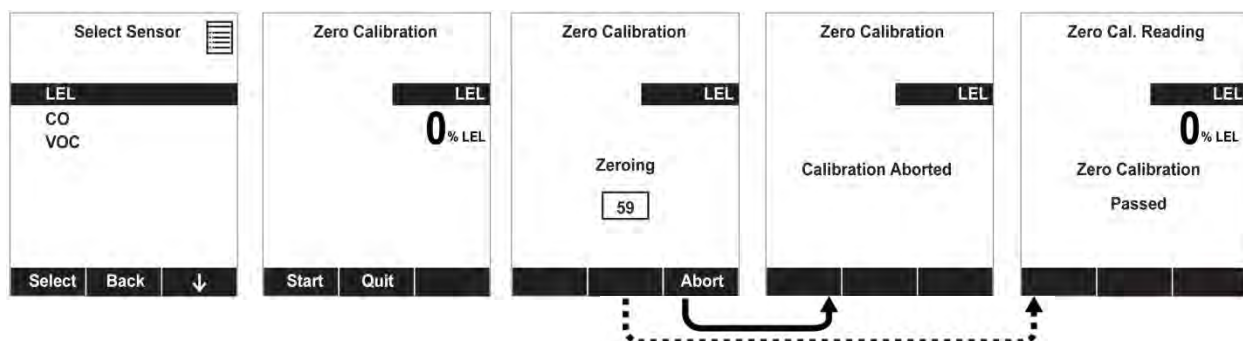 Select Sensor
LEL
CO
VOC
Select Back ↓
Zero Calibration
LEL
0 % LEL
Start Quit
Zero Calibration
LEL
Zeroing
59
Abort
Zero Calibration
LEL
Calibration Aborted
Zero Cal. Reading
LEL
0 % LEL
Zero Calibration
Passed